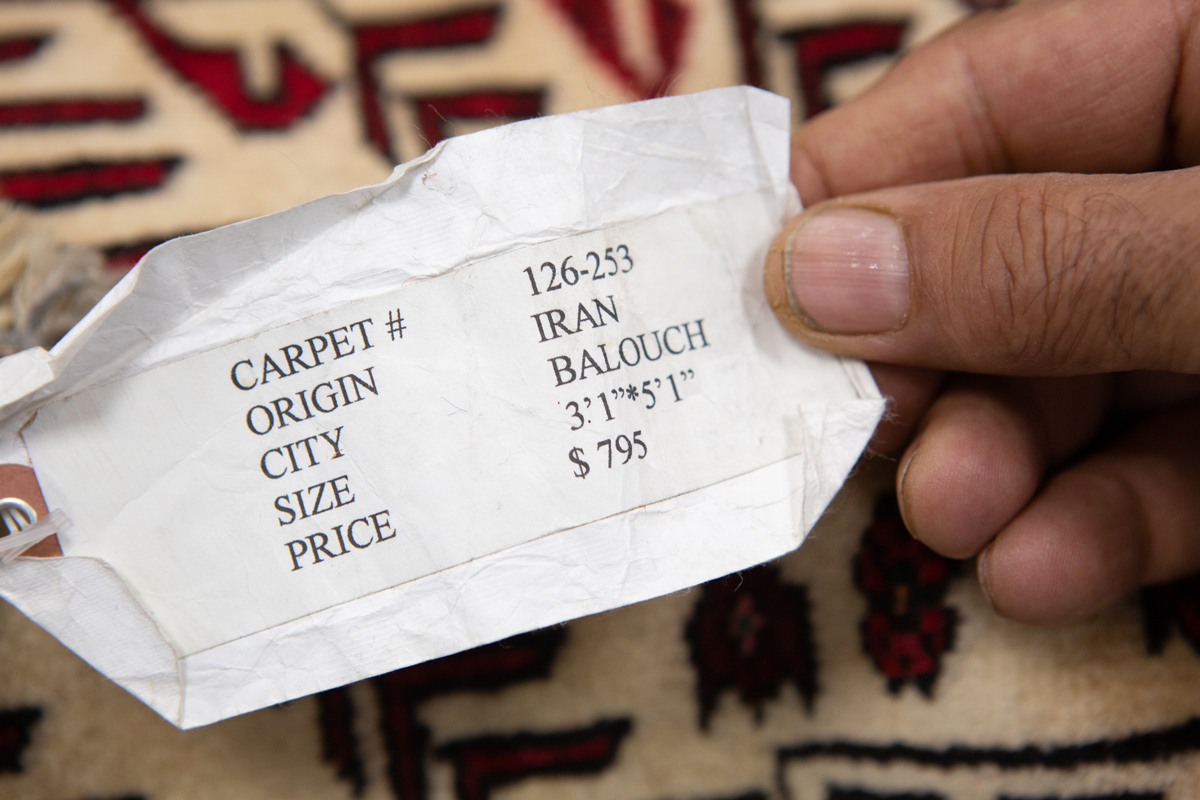 CARPET # 126-253
ORIGIN IRAN
CITY BALOUCH
SIZE 3’1”*5’1”
PRICE $ 795